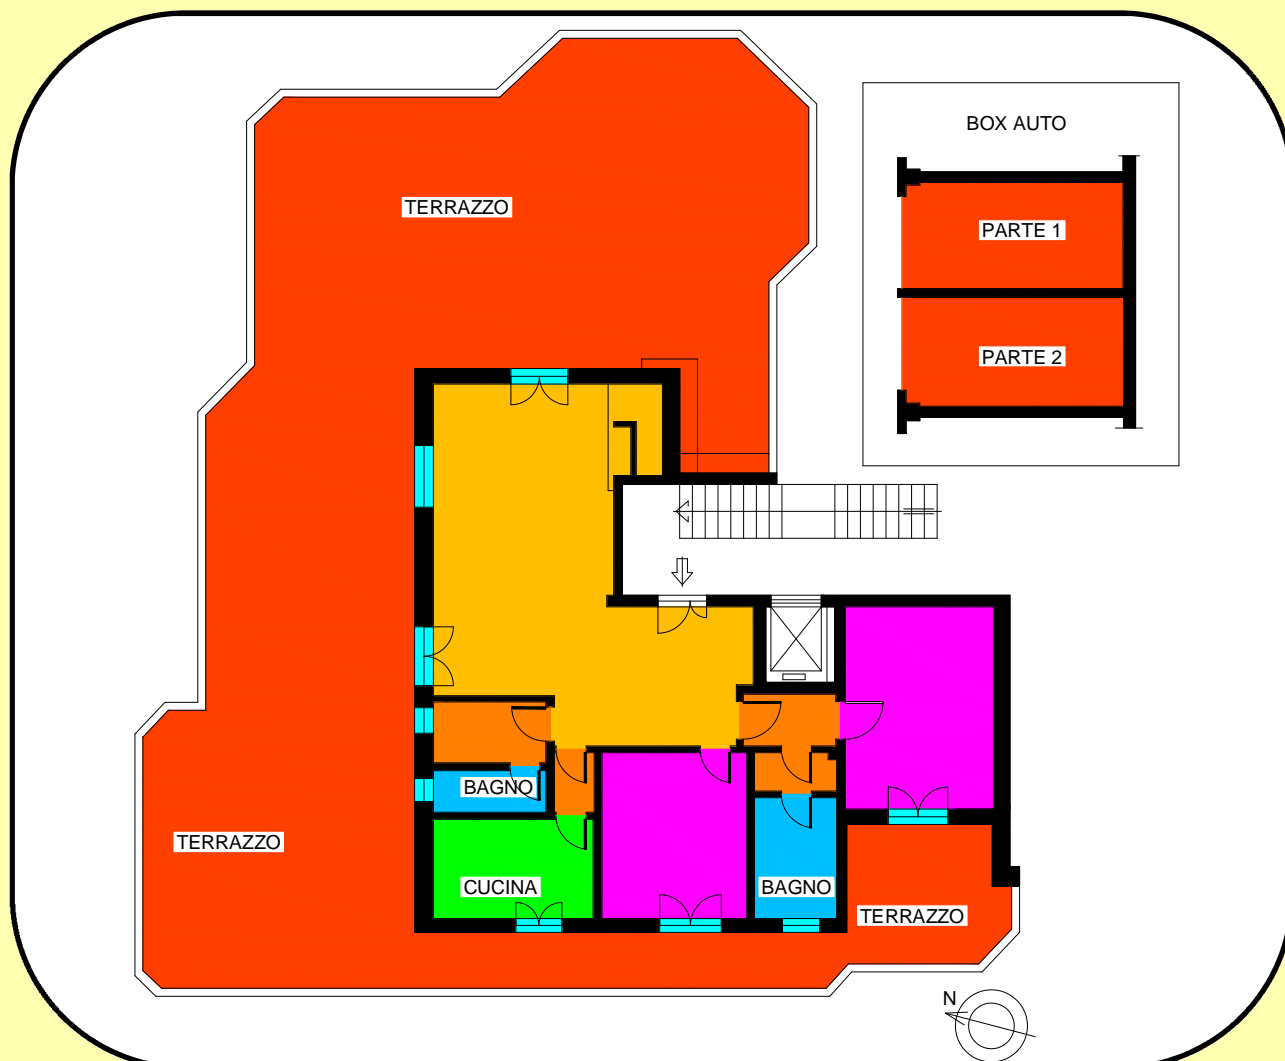 BOX AUTO
TERRAZZO
PARTE 1
PARTE 2
BAGNO
TERRAZZO
CUCINA
BAGNO
TERRAZZO
N